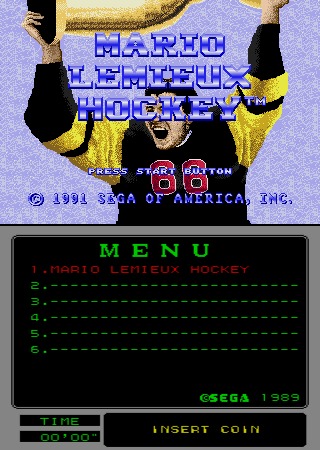 MARIO
LEMIEUX
HOCKEY™
PRESS START BUTTON
66
© 1991 SEGA OF AMERICA, INC.
MENU
1.MARIO LEMIEUX HOCKEY
2.-------------------------
3.-------------------------
4.-------------------------
5.-------------------------
6.-------------------------
©SEGA 1989
TIME
00'00"
INSERT COIN